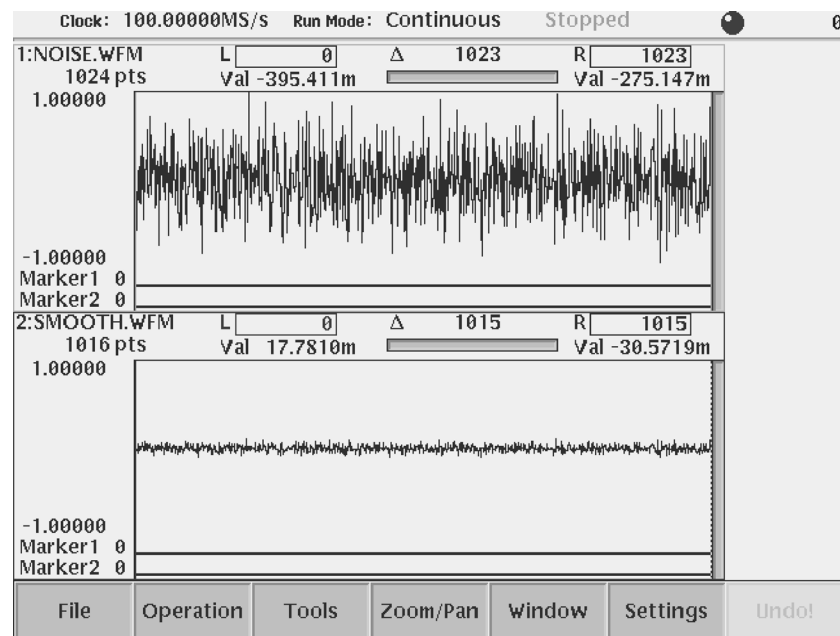 Clock: 100.00000MS/s Run Mode: Continuous Stopped 0
1:NOISE.WFM L 0 Δ 1023 R 1023
1024 pts Val -395.411m Val -275.147m
1.00000
-1.00000
Marker1 0
Marker2 0
2:SMOOTH.WFM L 0 Δ 1015 R 1015
1016 pts Val 17.7810m Val -30.5719m
1.00000
-1.00000
Marker1 0
Marker2 0
File Operation Tools Zoom/Pan Window Settings Undo!